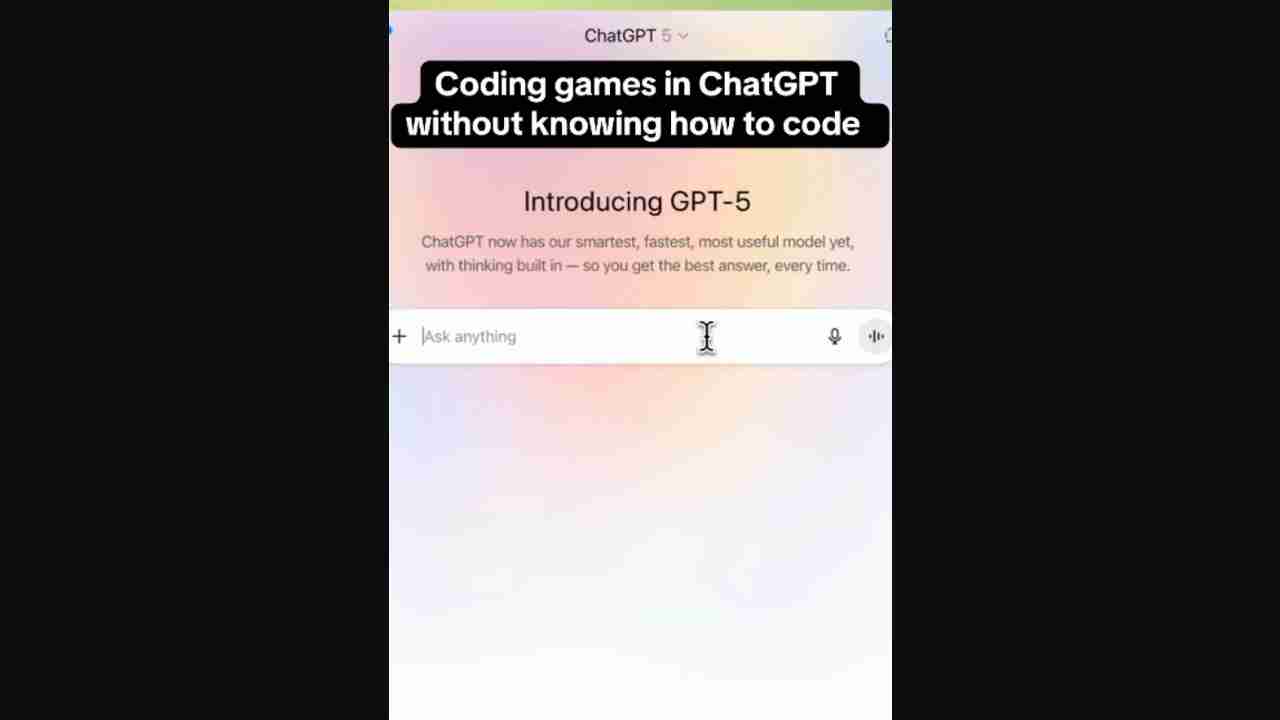 ChatGPT 5
Coding games in ChatGPT
without knowing how to code
Introducing GPT-5
ChatGPT now has our smartest, fastest, most useful model yet,
with thinking built in — so you get the best answer, every time.
Ask anything